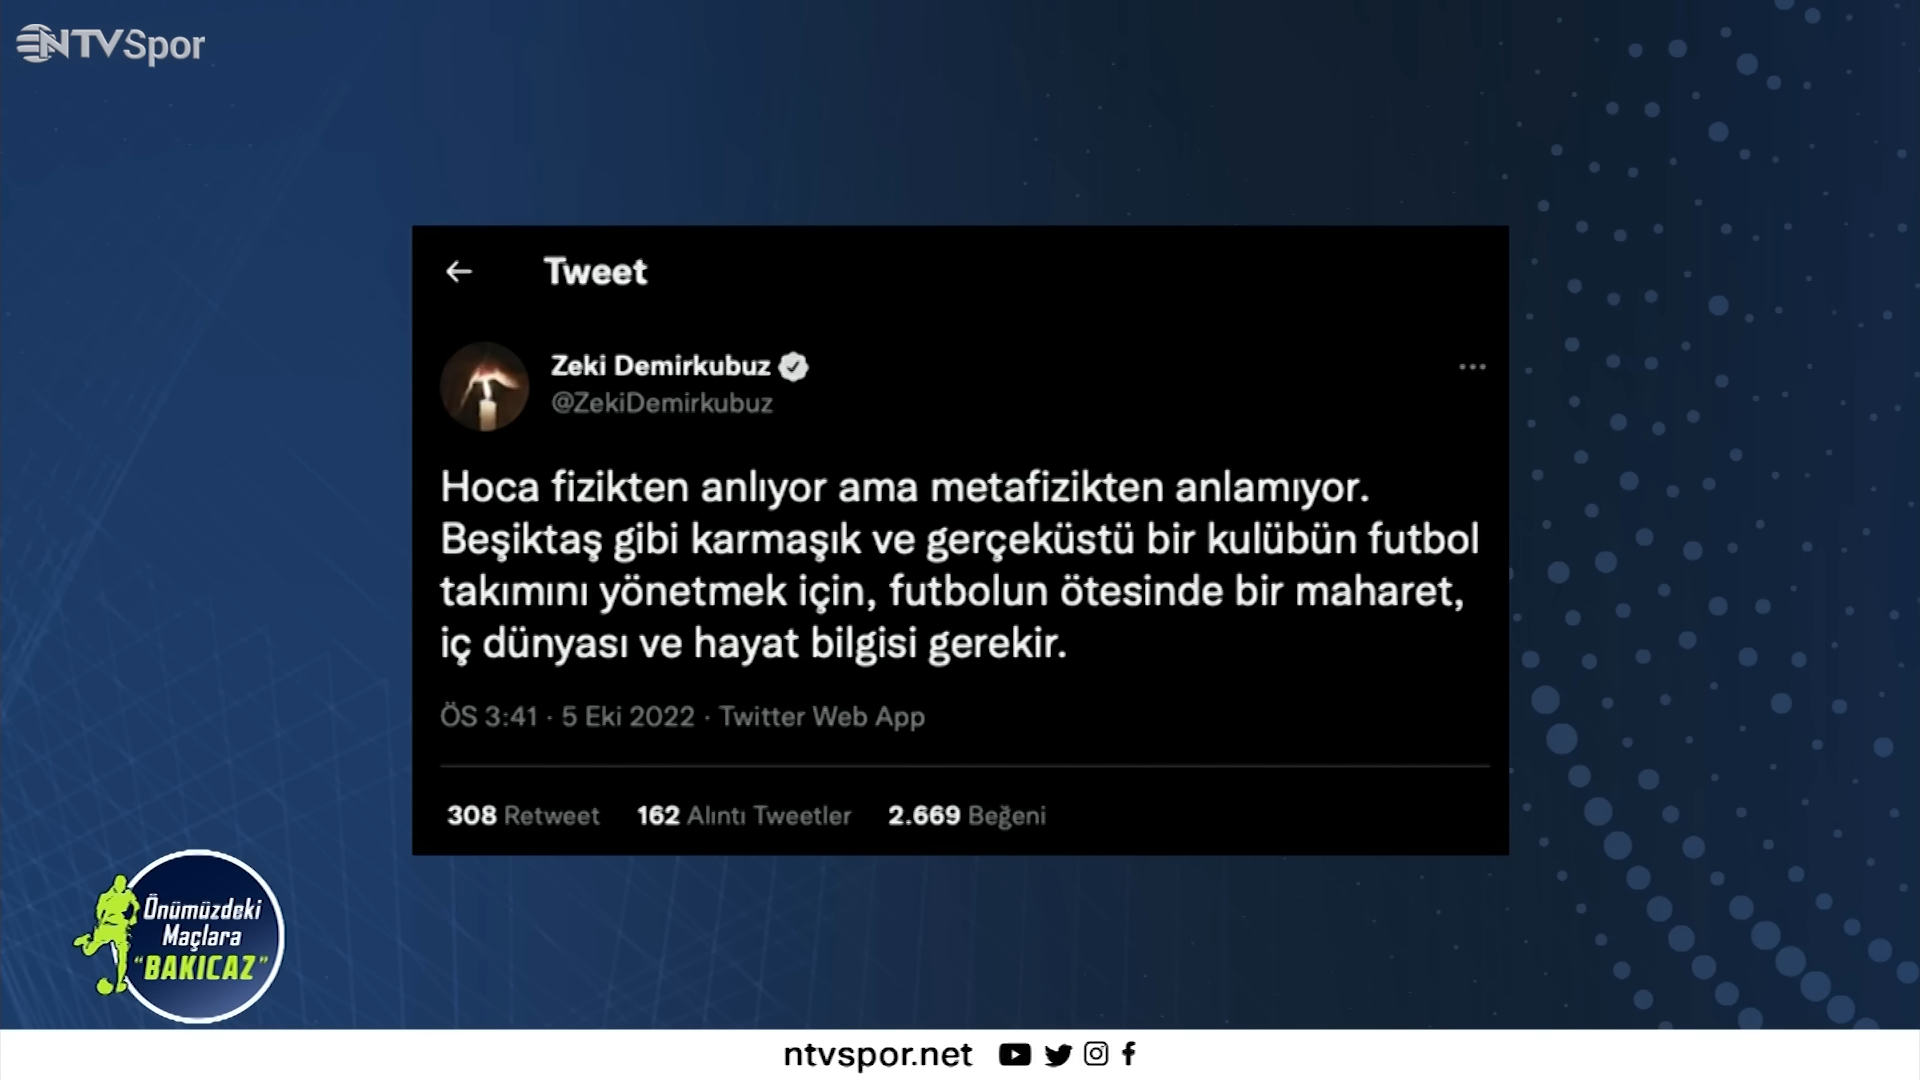 NTVSpor
Tweet
Zeki Demirkubuz
@ZekiDemirkubuz
Hoca fizikten anlıyor ama metafizikten anlamıyor.
Beşiktaş gibi karmaşık ve gerçeküstü bir kulübün futbol
takımını yönetmek için, futbolun ötesinde bir maharet,
iç dünyası ve hayat bilgisi gerekir.
ÖS 3:41 · 5 Eki 2022 · Twitter Web App
308 Retweet 162 Alıntı Tweetler 2.669 Beğeni
Önümüzdeki
Maçlara
"BAKICAZ"
ntvspor.net